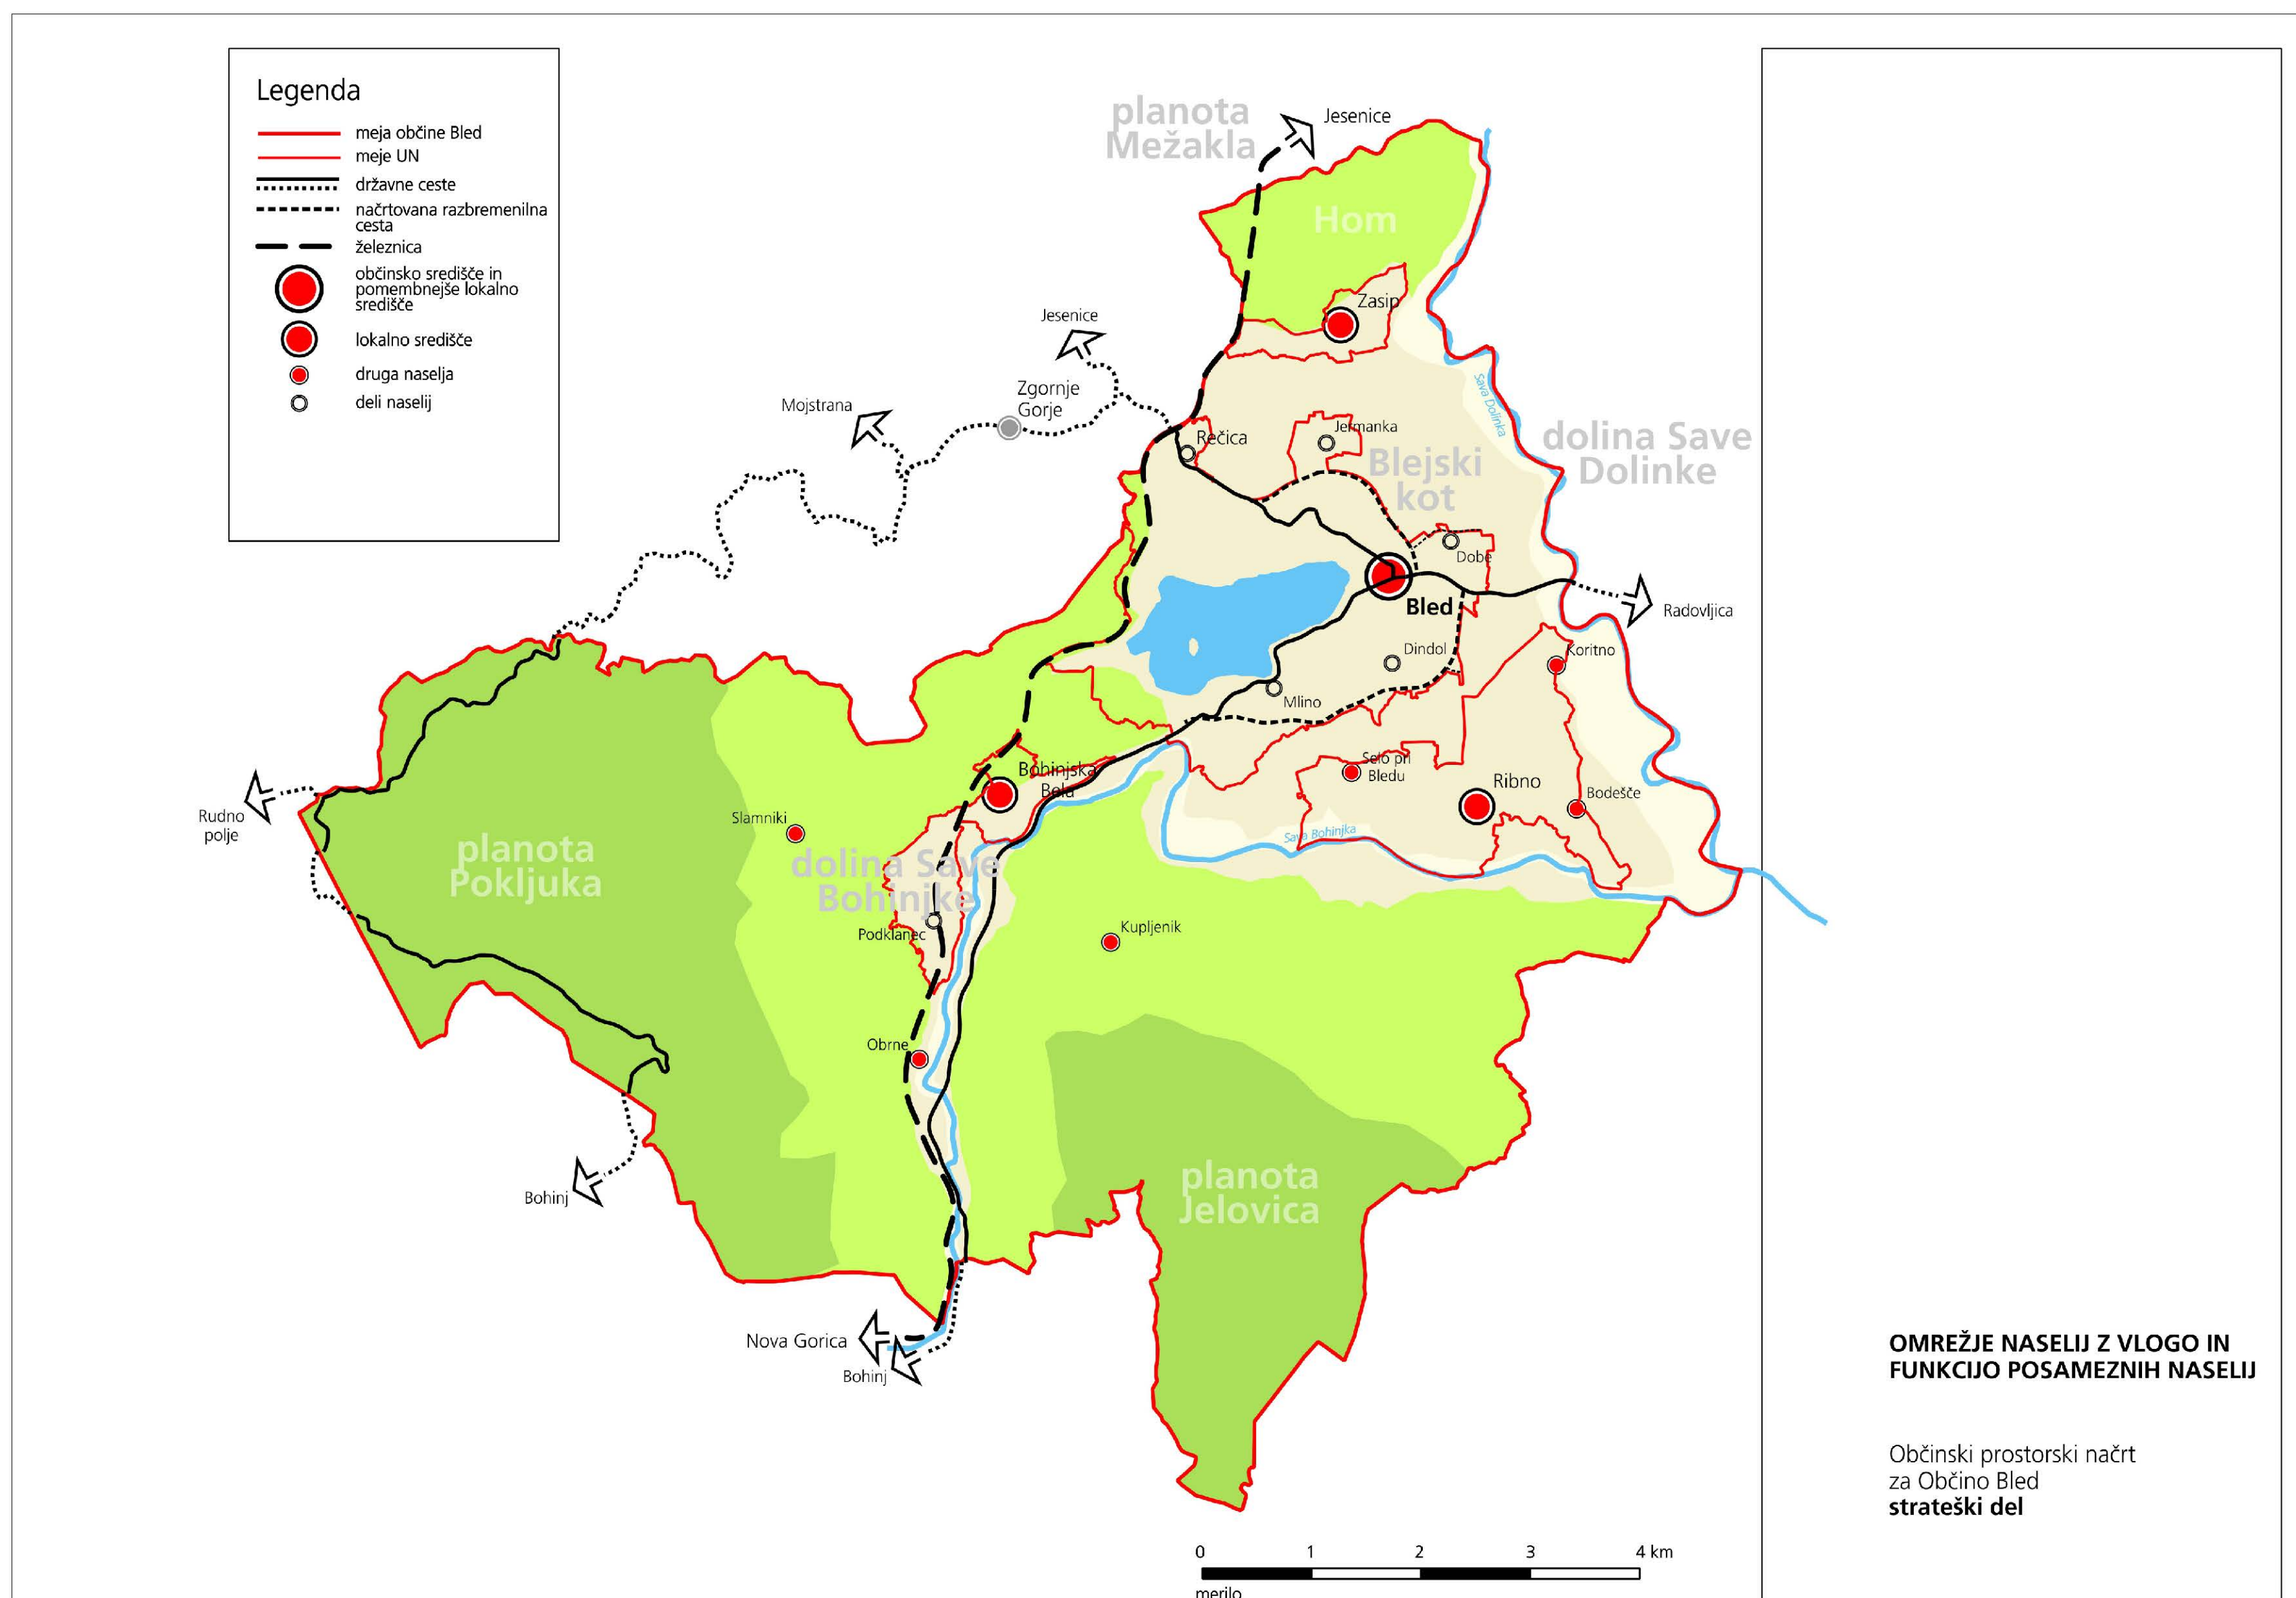 Legenda
meja občine Bled
meje UN
državne ceste
načrtovana razbremenilna
cesta
železnica
občinsko središče in
pomembnejše lokalno
središče
lokalno središče
druga naselja
deli naselij
planota
Mežakla
Jesenice
Hom
Zasip
Jesenice
Zgornje
Gorje
Mojstrana
Sava Dolinka
dolina Save
Dolinke
Rečica
Jermanka
Blejski
kot
Dobe
Bled
Radovljica
Dindol
Koritno
Mlino
Bohinjska
Bela
Selo pri
Bledu
Ribno
Bodešče
Rudno
polje
Slamniki
Sava Bohinjka
planota
Pokljuka
dolina Save
Bohinjke
Podklanec
Kupljenik
Obrne
Bohinj
planota
Jelovica
Nova Gorica
Bohinj
OMREŽJE NASELIJ Z VLOGO IN
FUNKCIJO POSAMEZNIH NASELIJ
Občinski prostorski načrt
za Občino Bled
strateški del
0 1 2 3 4 km
merilo